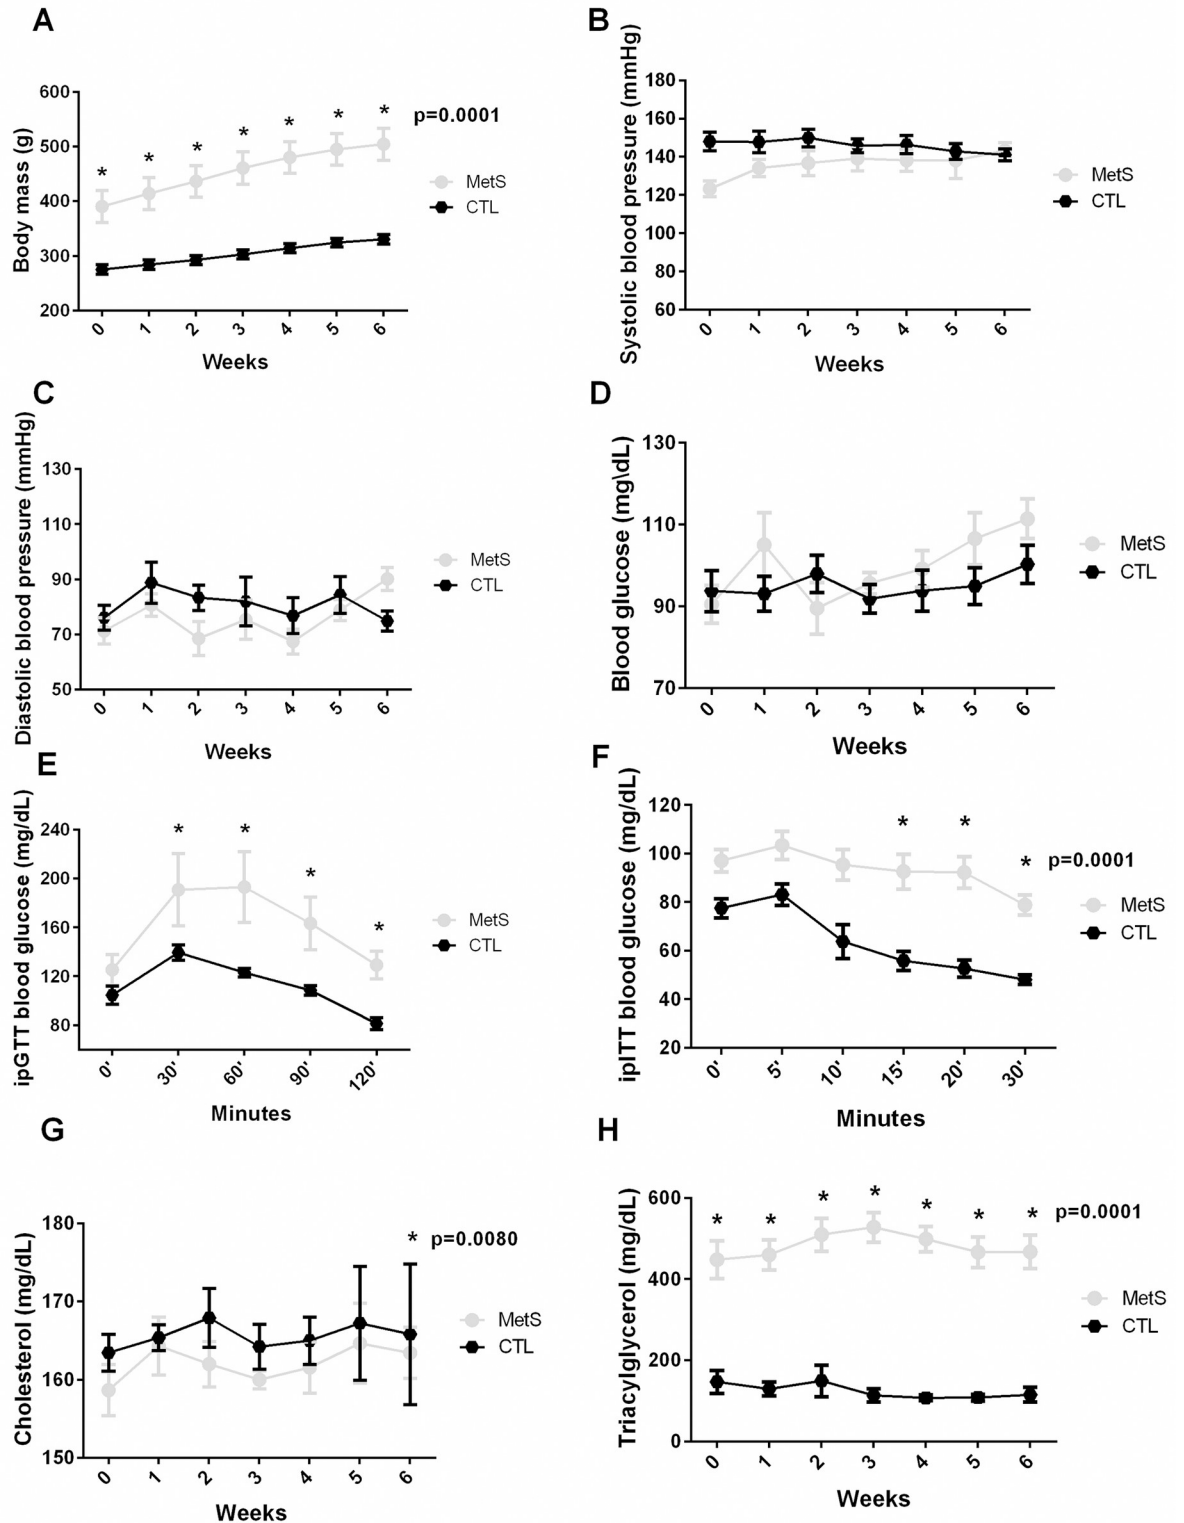 A
Body mass (g)
600
500
400
300
200
* * * * * * *
p=0.0001
MetS
CTL
0 1 2 3 4 5 6
Weeks
B
Systolic blood pressure (mmHg)
180
160
140
120
100
80
60
MetS
CTL
0 1 2 3 4 5 6
Weeks
C
Diastolic blood pressure (mmHg)
130
110
90
70
50
MetS
CTL
0 1 2 3 4 5 6
Weeks
D
Blood glucose (mg\dL)
130
110
90
70
MetS
CTL
0 1 2 3 4 5 6
Weeks
E
ipGTT blood glucose (mg/dL)
240
200
160
120
80
* * * *
MetS
CTL
0' 30' 60' 90' 120'
Minutes
F
ipITT blood glucose (mg/dL)
120
100
80
60
40
20
* * *
p=0.0001
MetS
CTL
0' 5' 10' 15' 20' 30'
Minutes
G
Cholesterol (mg/dL)
180
170
160
150
* p=0.0080
MetS
CTL
0 1 2 3 4 5 6
Weeks
H
Triacylglycerol (mg/dL)
600
400
200
0
* * * * * * *
p=0.0001
MetS
CTL
0 1 2 3 4 5 6
Weeks